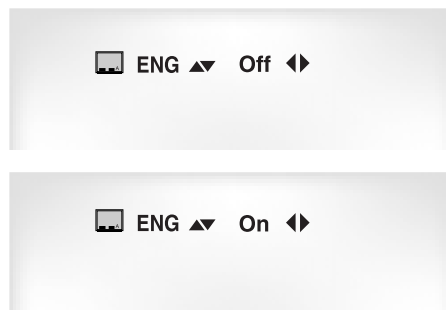 ENG ▲▼ Off ◀▶
ENG ▲▼ On ◀▶